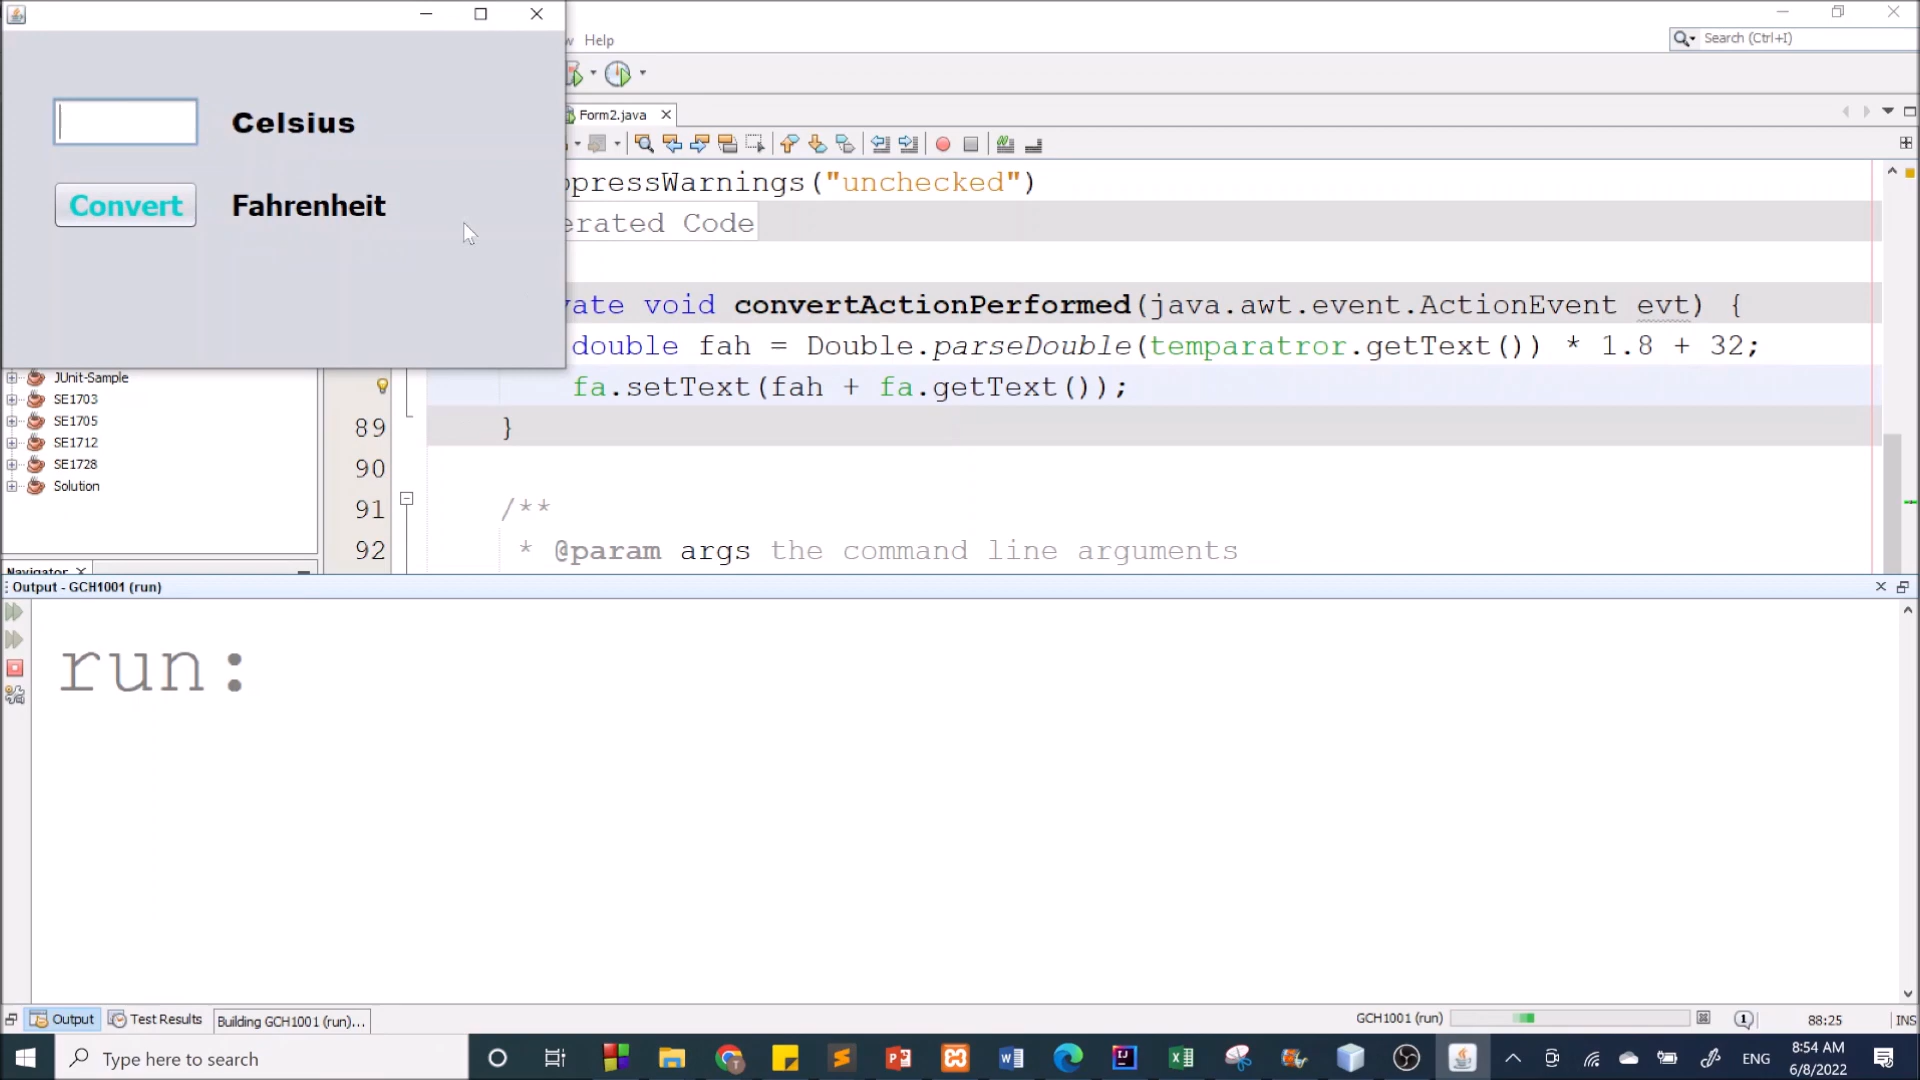 w Help
Search (Ctrl+I)
Celsius
Convert Fahrenheit
Form2.java
ppressWarnings("unchecked")
erated Code
vate void convertActionPerformed(java.awt.event.ActionEvent evt) {
double fah = Double.parseDouble(temparatror.getText()) * 1.8 + 32;
fa.setText(fah + fa.getText());
89 }
90
91 /**
92 * @param args the command line arguments
JUnit-Sample
SE1703
SE1705
SE1712
SE1728
Solution
Navigator
Output - GCH1001 (run)
run:
Output Test Results Building GCH1001 (run)...
GCH1001 (run) 1 88:25 INS
Type here to search
ENG
8:54 AM
6/8/2022